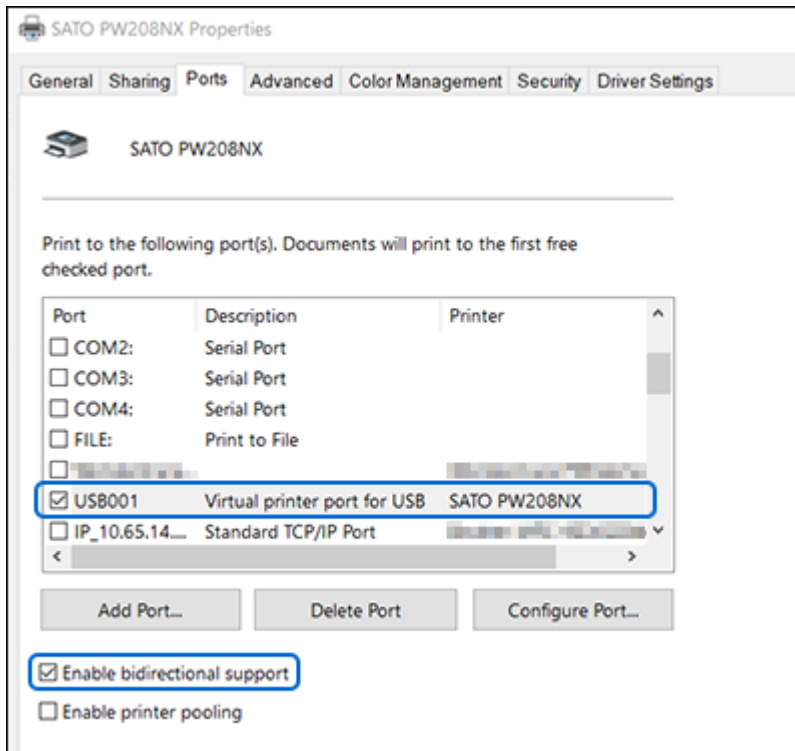 SATO PW208NX Properties
General Sharing Ports Advanced Color Management Security Driver Settings
SATO PW208NX
Print to the following port(s). Documents will print to the first free
checked port.
Port Description Printer
COM2: Serial Port
COM3: Serial Port
COM4: Serial Port
FILE: Print to File
USB001 Virtual printer port for USB SATO PW208NX
IP_10.65.14.... Standard TCP/IP Port
Add Port... Delete Port Configure Port...
Enable bidirectional support
Enable printer pooling